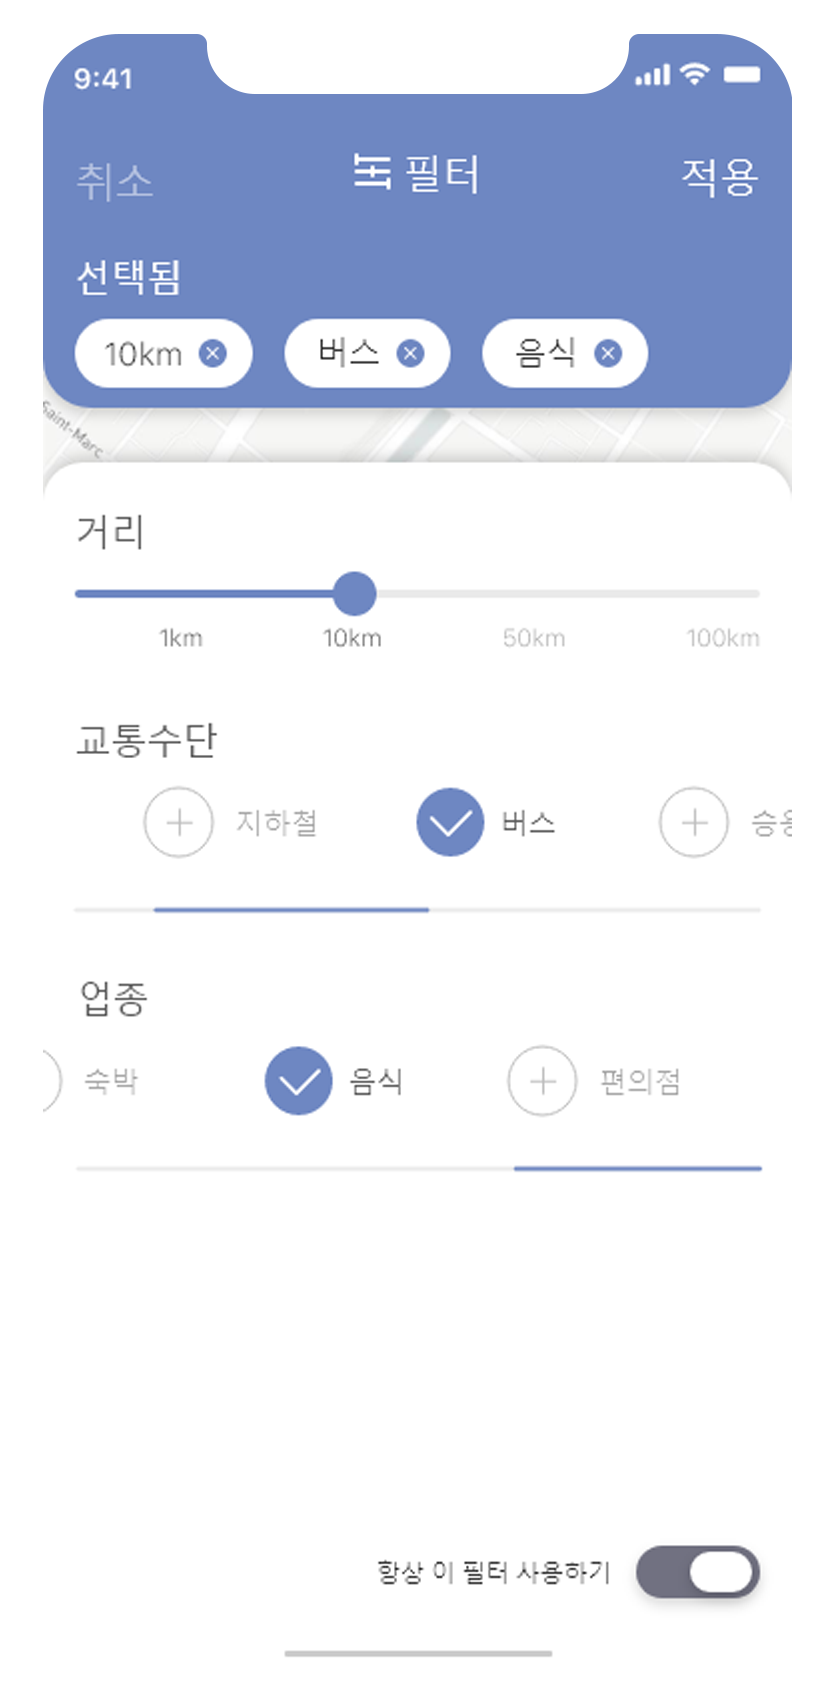 9:41
취소 필터 적용
선택됨
10km 버스 음식
Saint-Marc
거리
1km 10km 50km 100km
교통수단
지하철 버스
업종
숙박 음식 편의점
항상 이 필터 사용하기